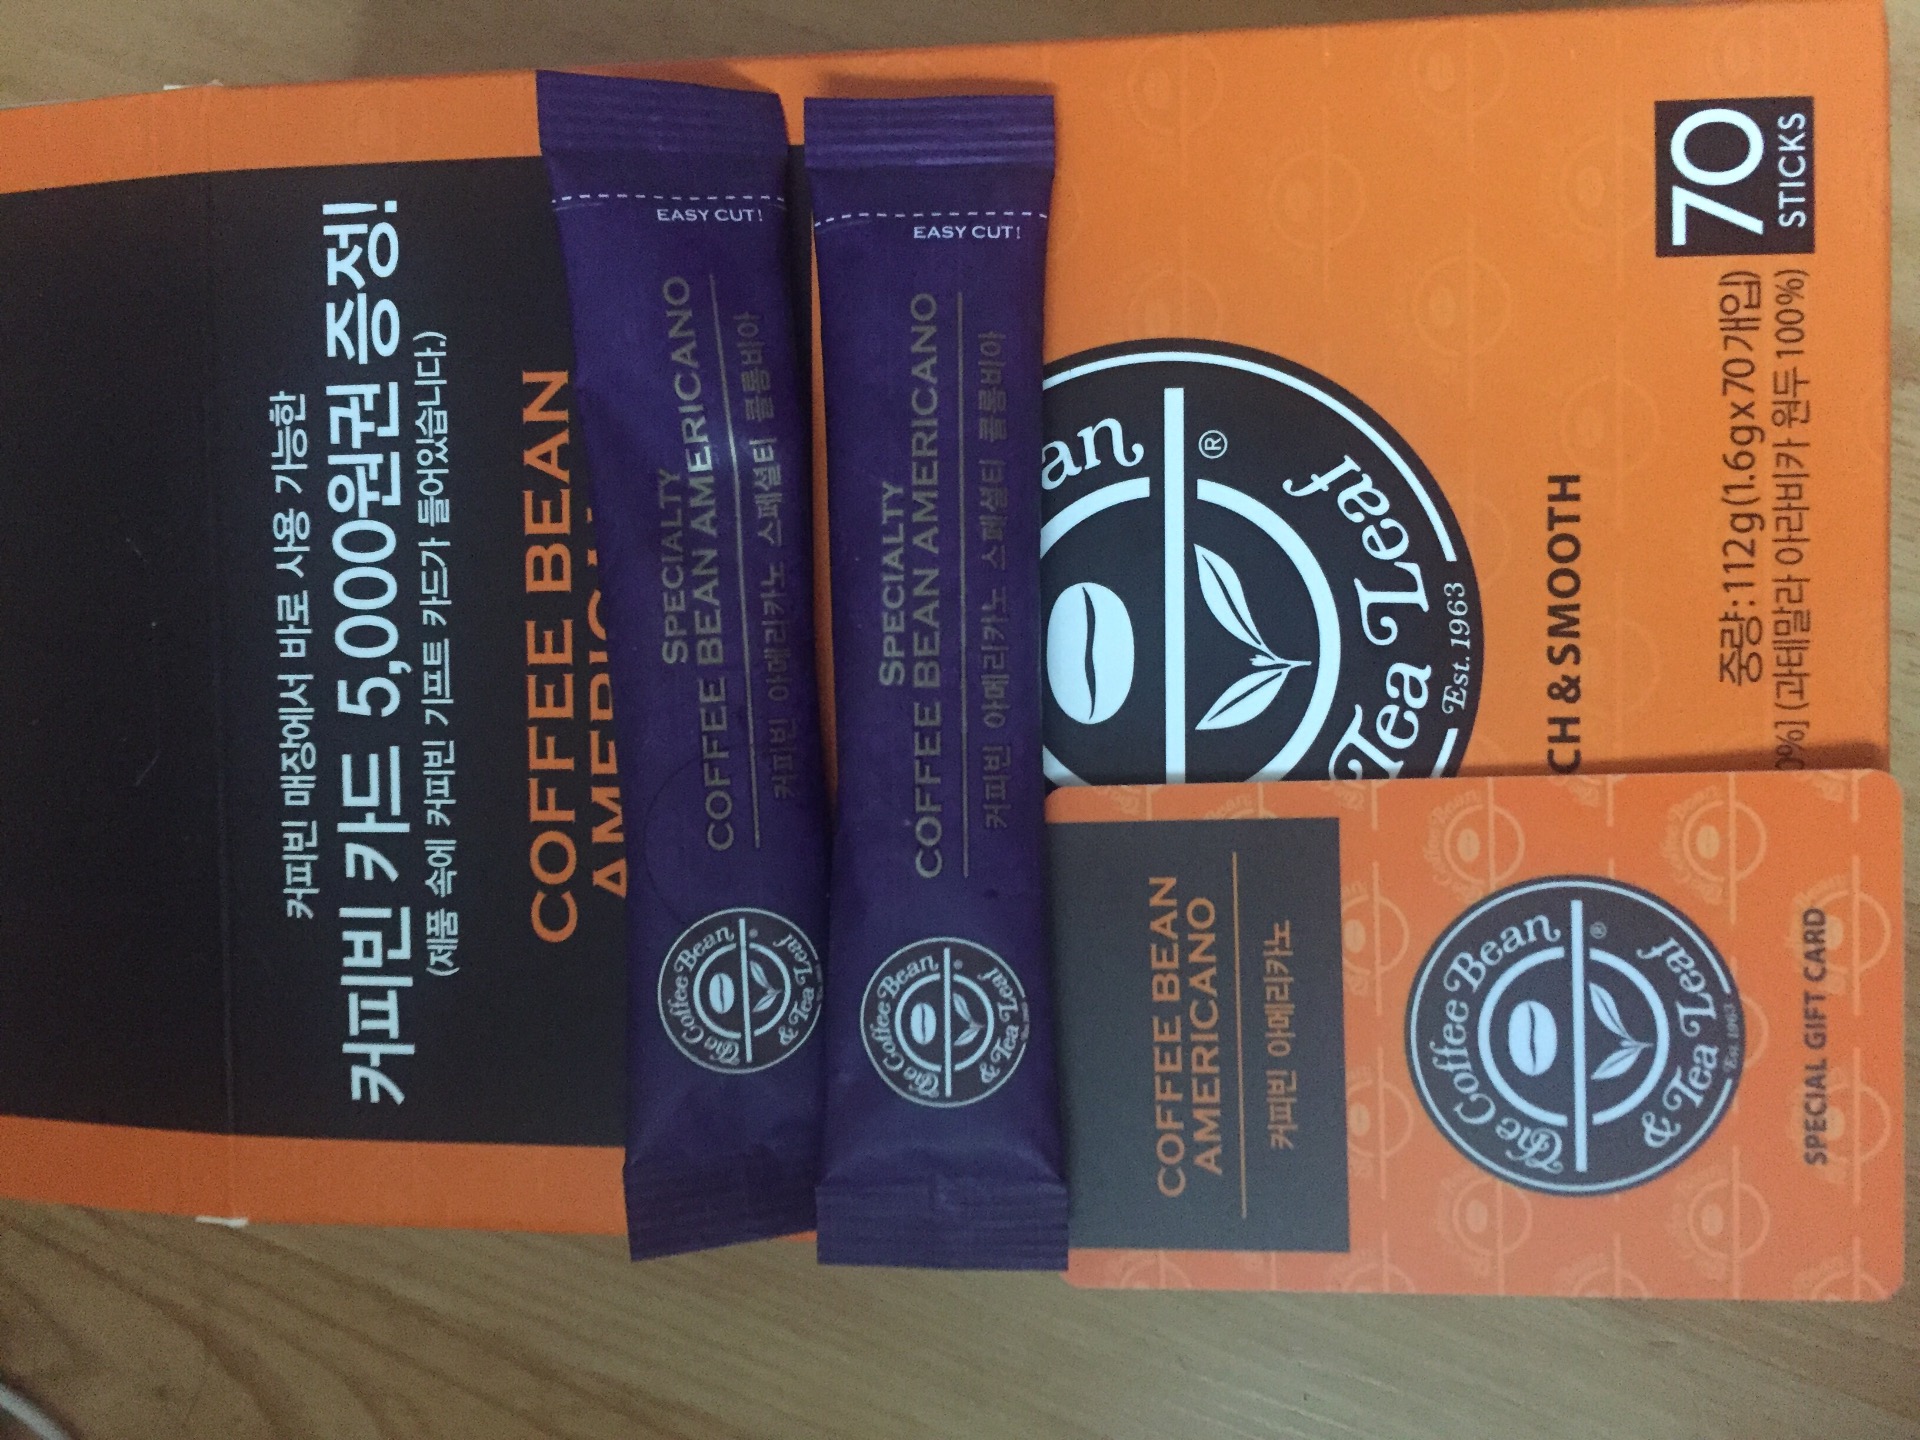 커피빈 매장에서 바로 사용 가능한
커피빈 카드 5,000원권 증정!
(제품 속에 커피빈 기프트 카드가 들어있습니다.)
COFFEE BEAN
EASY CUT!
SPECIALTY
COFFEE BEAN AMERICANO
커피빈 아메리카노 스페셜티 콜롬비아
The Coffee Bean
& Tea Leaf
EASY CUT!
SPECIALTY
COFFEE BEAN AMERICANO
커피빈 아메리카노 스페셜티 콜롬비아
The Coffee Bean
& Tea Leaf
an
®
Tea Leaf
Est. 1963
CH & SMOOTH
70
STICKS
중량:112g(1.6gx70개입)
0%] (과테말라 아라비카 원두 100%)
COFFEE BEAN
AMERICANO
커피빈 아메리카노
The Coffee Bean
®
& Tea Leaf
Est. 1963
SPECIAL GIFT CARD